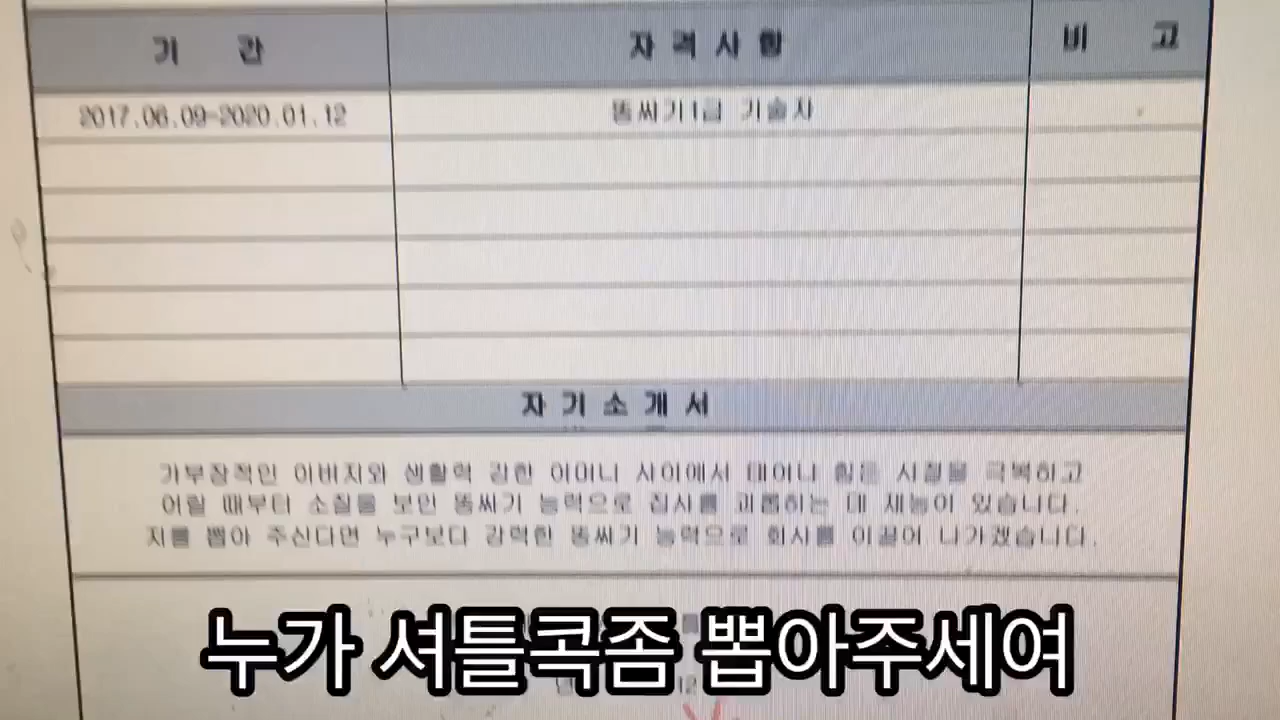 기 간 자 격 사 항 비 고
2017.06.09-2020.01.12 똥싸기1급 기술자
자 기 소 개 서
가부장적인 아버지와 생활력 강한 어머니 사이에서 태어나 힘든 시절을 극복하고
어릴 때부터 소질을 보인 똥싸기 능력으로 집사를 괴롭히는 데 재능이 있습니다.
저를 뽑아 주신다면 누구보다 강력한 똥싸기 능력으로 회사를 이끌어 나가겠습니다.
누가 셔틀콕좀 뽑아주세여